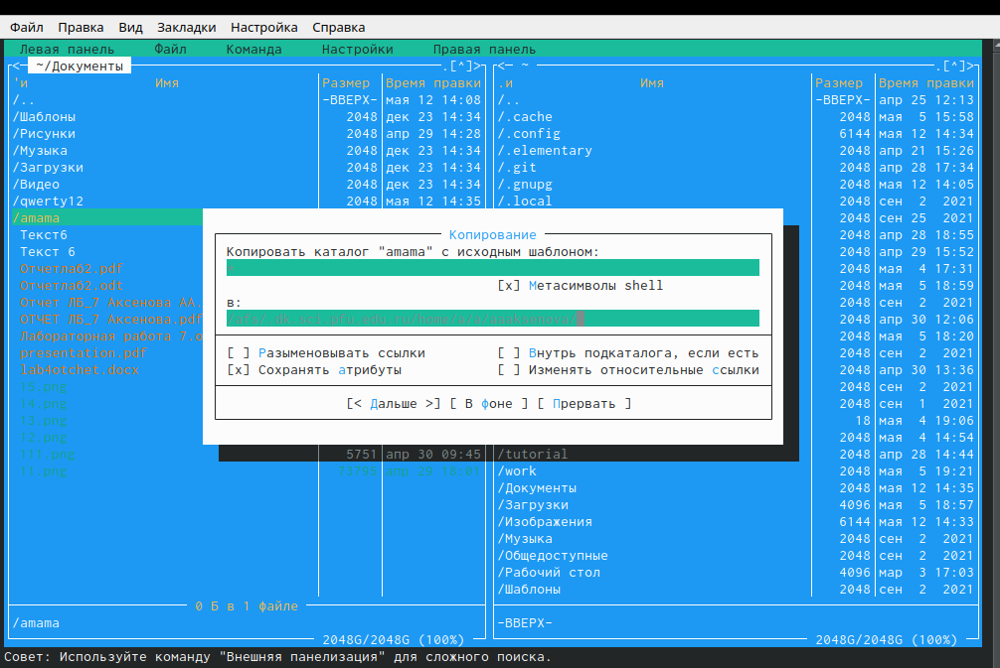 Файл Правка Вид Закладки Настройка Справка
Левая панель Файл Команда Настройки Правая панель
<- ~/Документы .[^]> <- ~ .[^]>
'и Имя Размер Время правки .и Имя Размер Время правки
/.. -ВВЕРХ- мая 12 14:08 /.. -ВВЕРХ- апр 25 12:13
/Шаблоны 2048 дек 23 14:34 /.cache 2048 мая 5 15:58
/Рисунки 2048 апр 29 14:28 /.config 6144 мая 12 14:34
/Музыка 2048 дек 23 14:34 /.elementary 2048 апр 21 15:26
/Загрузки 2048 дек 23 14:34 /.git 2048 апр 28 17:34
/Видео 2048 дек 23 14:34 /.gnupg 2048 мая 12 14:05
/qwerty12 2048 мая 12 14:35 /.local 2048 сен 2 2021
/amama 2048 сен 25 2021
Текст6 Копирование 2048 апр 28 18:55
Текст 6 Копировать каталог "amama" с исходным шаблоном: 2048 апр 29 15:52
Отчетла62.pdf 2048 мая 4 17:31
Отчетла62.odt [x] Метасимволы shell 2048 мая 5 18:59
Отчет Л5_7 Аксенова АА. в: 2048 сен 2 2021
ОТЧЕТ Л6_7 Аксенова.pdf 2048 апр 30 12:06
Лабораторная работа 7.o 2048 мая 5 18:20
presentation.pdf [ ] Разыменовывать ссылки [ ] Внутрь подкаталога, если есть 2048 сен 2 2021
lab4otchet.docx [x] Сохранять атрибуты [ ] Изменять относительные ссылки 2048 апр 30 13:36
15.png 2048 сен 2 2021
14.png [< Дальше >] [ В фоне ] [ Прервать ] 2048 сен 1 2021
13.png 18 мая 4 19:06
12.png 2048 мая 4 14:54
111.png 5751 апр 30 09:45 /tutorial 2048 апр 28 14:44
11.png 73705 апр 29 18:01 /work 2048 мая 5 19:21
/Документы 2048 мая 12 14:35
/Загрузки 4096 мая 5 18:57
/Изображения 6144 мая 12 14:33
/Музыка 2048 сен 2 2021
/Общедоступные 2048 сен 2 2021
/Рабочий стол 4096 мар 3 17:03
/Шаблоны 2048 сен 2 2021
0 Б в 1 файле
/amama -ВВЕРХ-
2048G/2048G (100%) 2048G/2048G (100%)
Совет: Используйте команду "Внешняя панелизация" для сложного поиска.